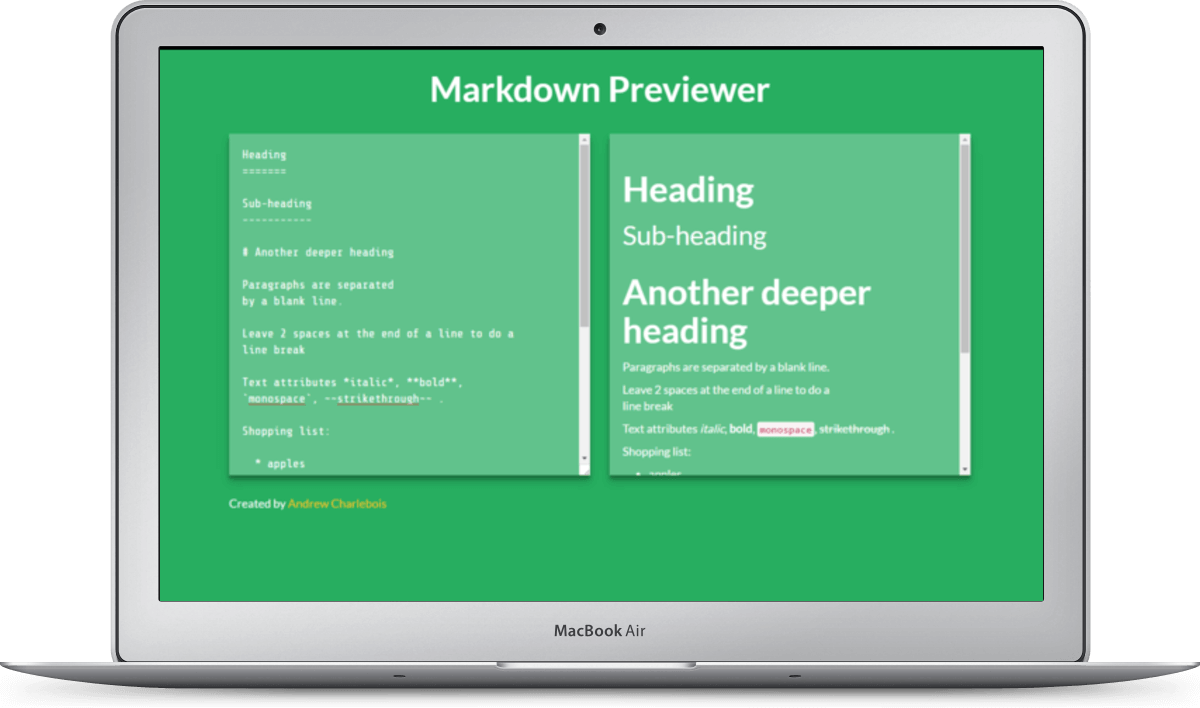 Markdown Previewer
Heading
=======
Sub-heading
-----------
# Another deeper heading
Paragraphs are separated
by a blank line.
Leave 2 spaces at the end of a line to do a
line break
Text attributes *italic*, **bold**,
`monospace`, ~~strikethrough~~ .
Shopping list:
* apples
Heading
Sub-heading
Another deeper
heading
Paragraphs are separated by a blank line.
Leave 2 spaces at the end of a line to do a
line break
Text attributes italic, bold, monospace, strikethrough .
Shopping list:
• apples
Created by Andrew Charlebois
MacBook Air